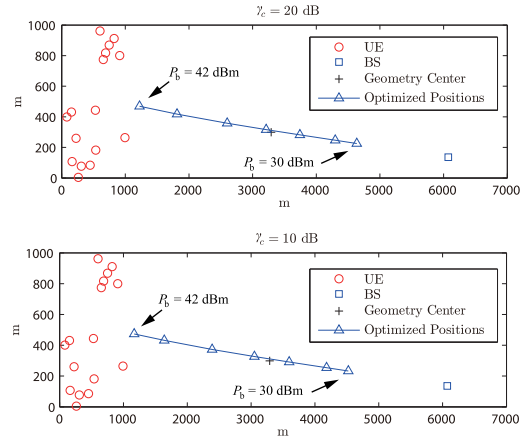 γc = 20 dB
1000
800
600
400
200
0
m
Pb = 42 dBm
Pb = 30 dBm
UE
BS
Geometry Center
Optimized Positions
0 1000 2000 3000 4000 5000 6000 7000
m
γc = 10 dB
1000
800
600
400
200
0
m
Pb = 42 dBm
Pb = 30 dBm
UE
BS
Geometry Center
Optimized Positions
0 1000 2000 3000 4000 5000 6000 7000
m